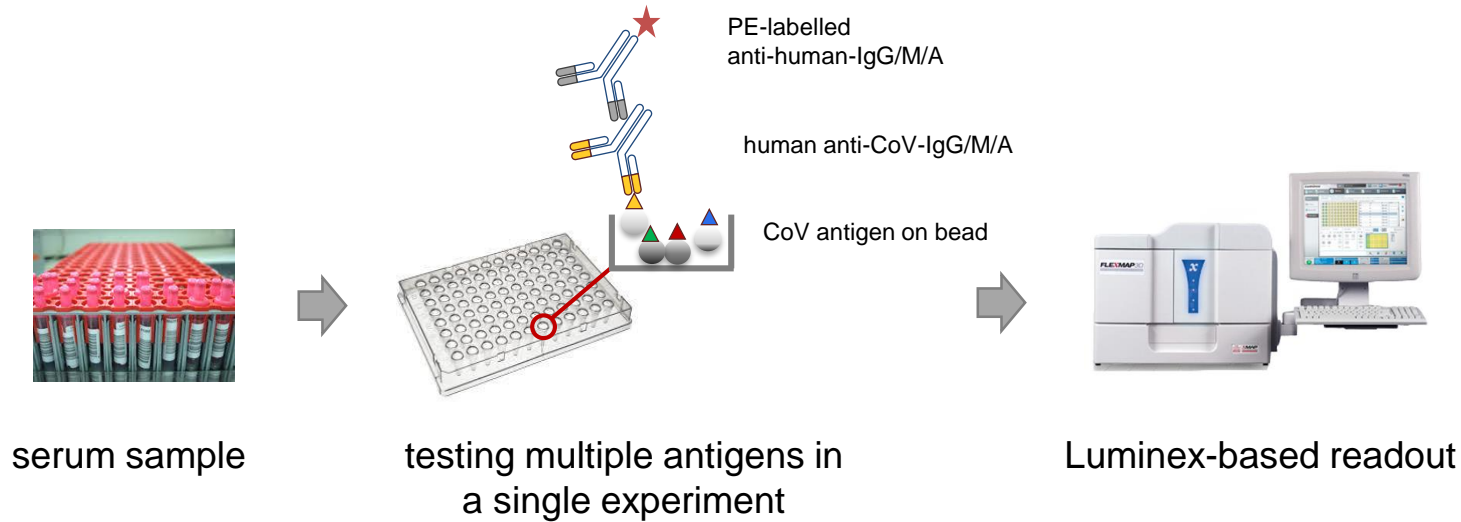 PE-labelled
anti-human-IgG/M/A
human anti-CoV-IgG/M/A
CoV antigen on bead
FLEXMAP3D
serum sample
testing multiple antigens in
a single experiment
Luminex-based readout